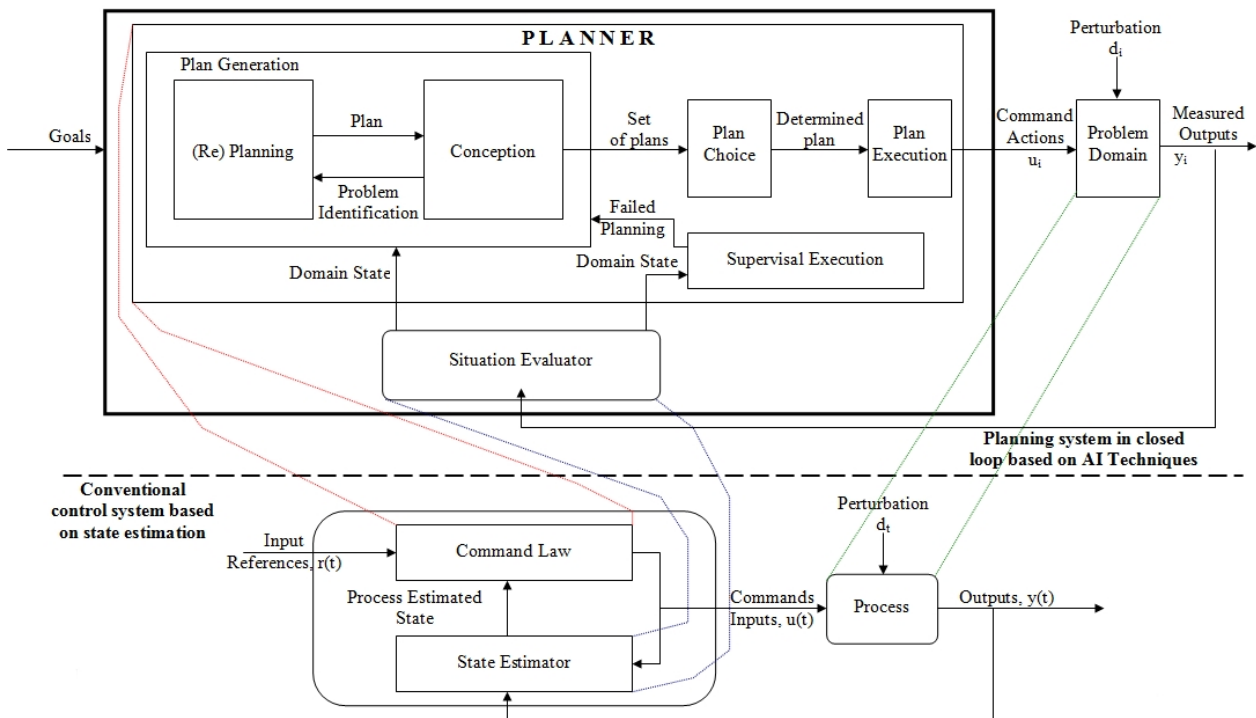 PLANNER
Perturbation
d_i
Plan Generation
Goals
(Re) Planning
Plan
Problem
Identification
Conception
Set
of plans
Plan
Choice
Determined
plan
Plan
Execution
Command
Actions
u_i
Problem
Domain
Measured
Outputs
y_i
Failed
Planning
Domain State
Domain State
Supervisal Execution
Situation Evaluator
Planning system in closed
loop based on AI Techniques
Conventional
control system based
on state estimation
Perturbation
d_t
Input
References, r(t)
Command Law
Process Estimated
State
State Estimator
Commands
Inputs, u(t)
Process
Outputs, y(t)